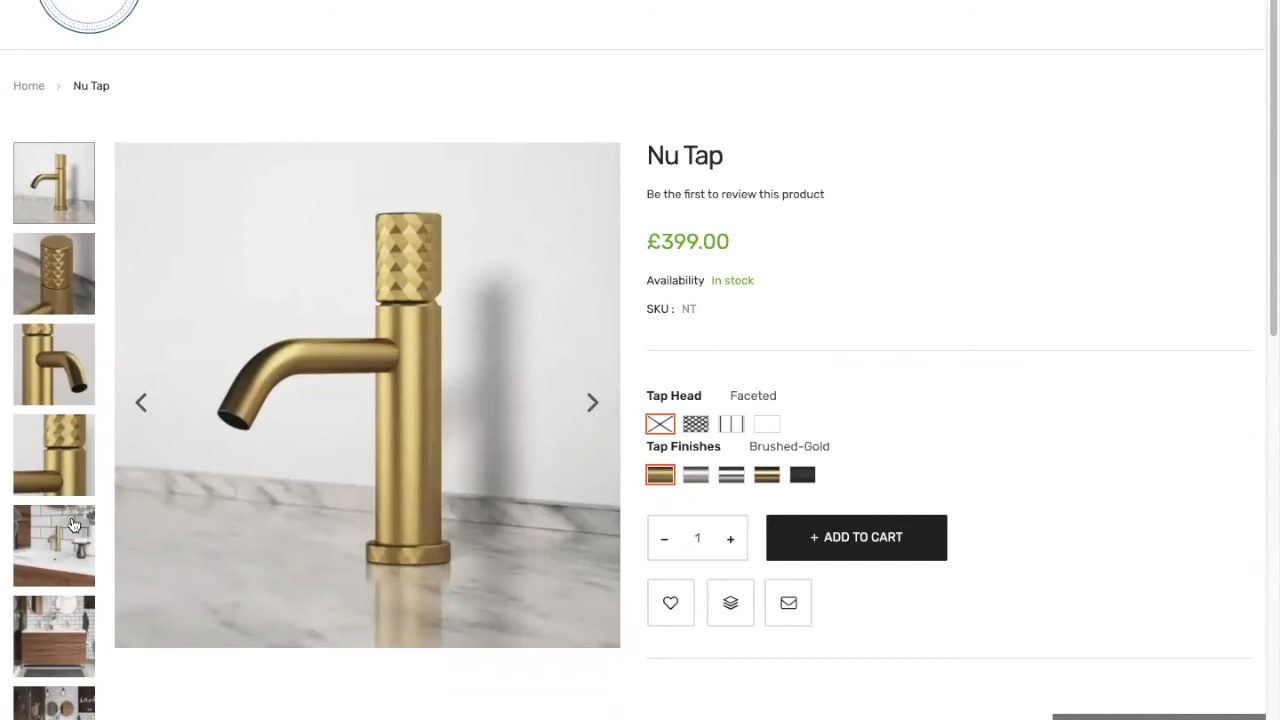 Home > Nu Tap
Nu Tap
Be the first to review this product
£399.00
Availability In stock
SKU : NT
Tap Head Faceted
Tap Finishes Brushed-Gold
- 1 +
+ ADD TO CART